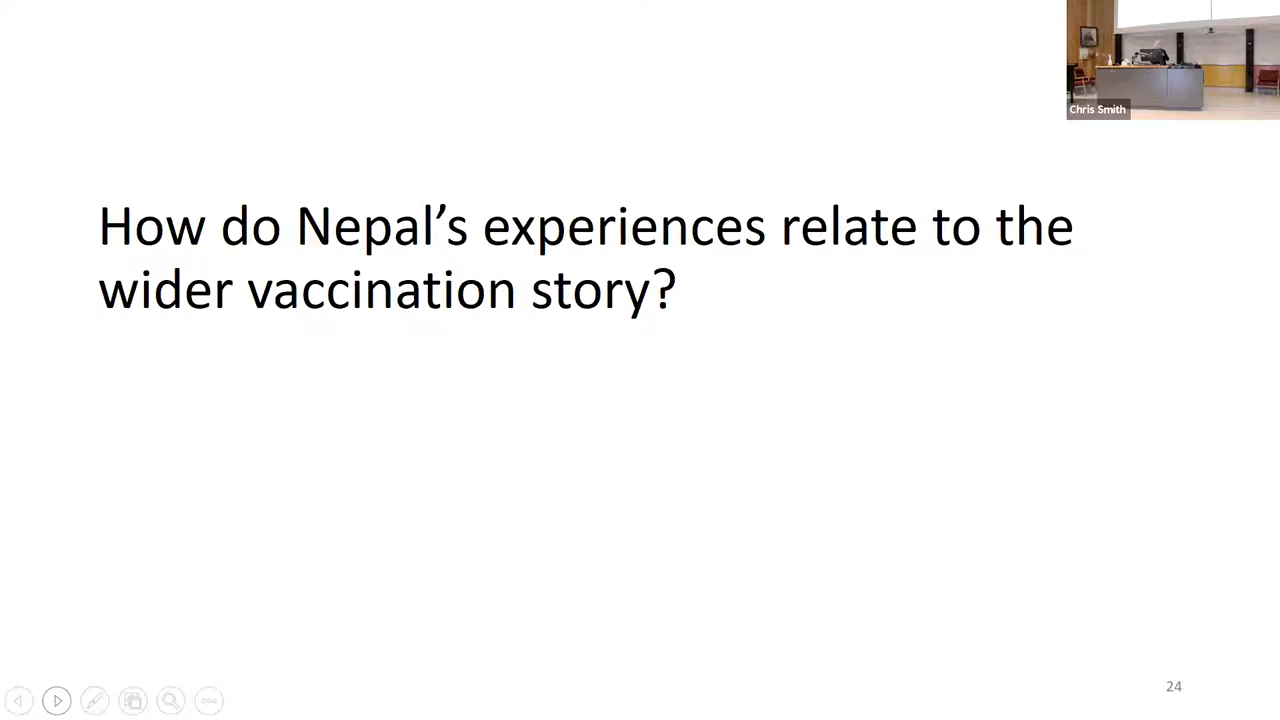 Chris Smith
How do Nepal’s experiences relate to the
wider vaccination story?
24